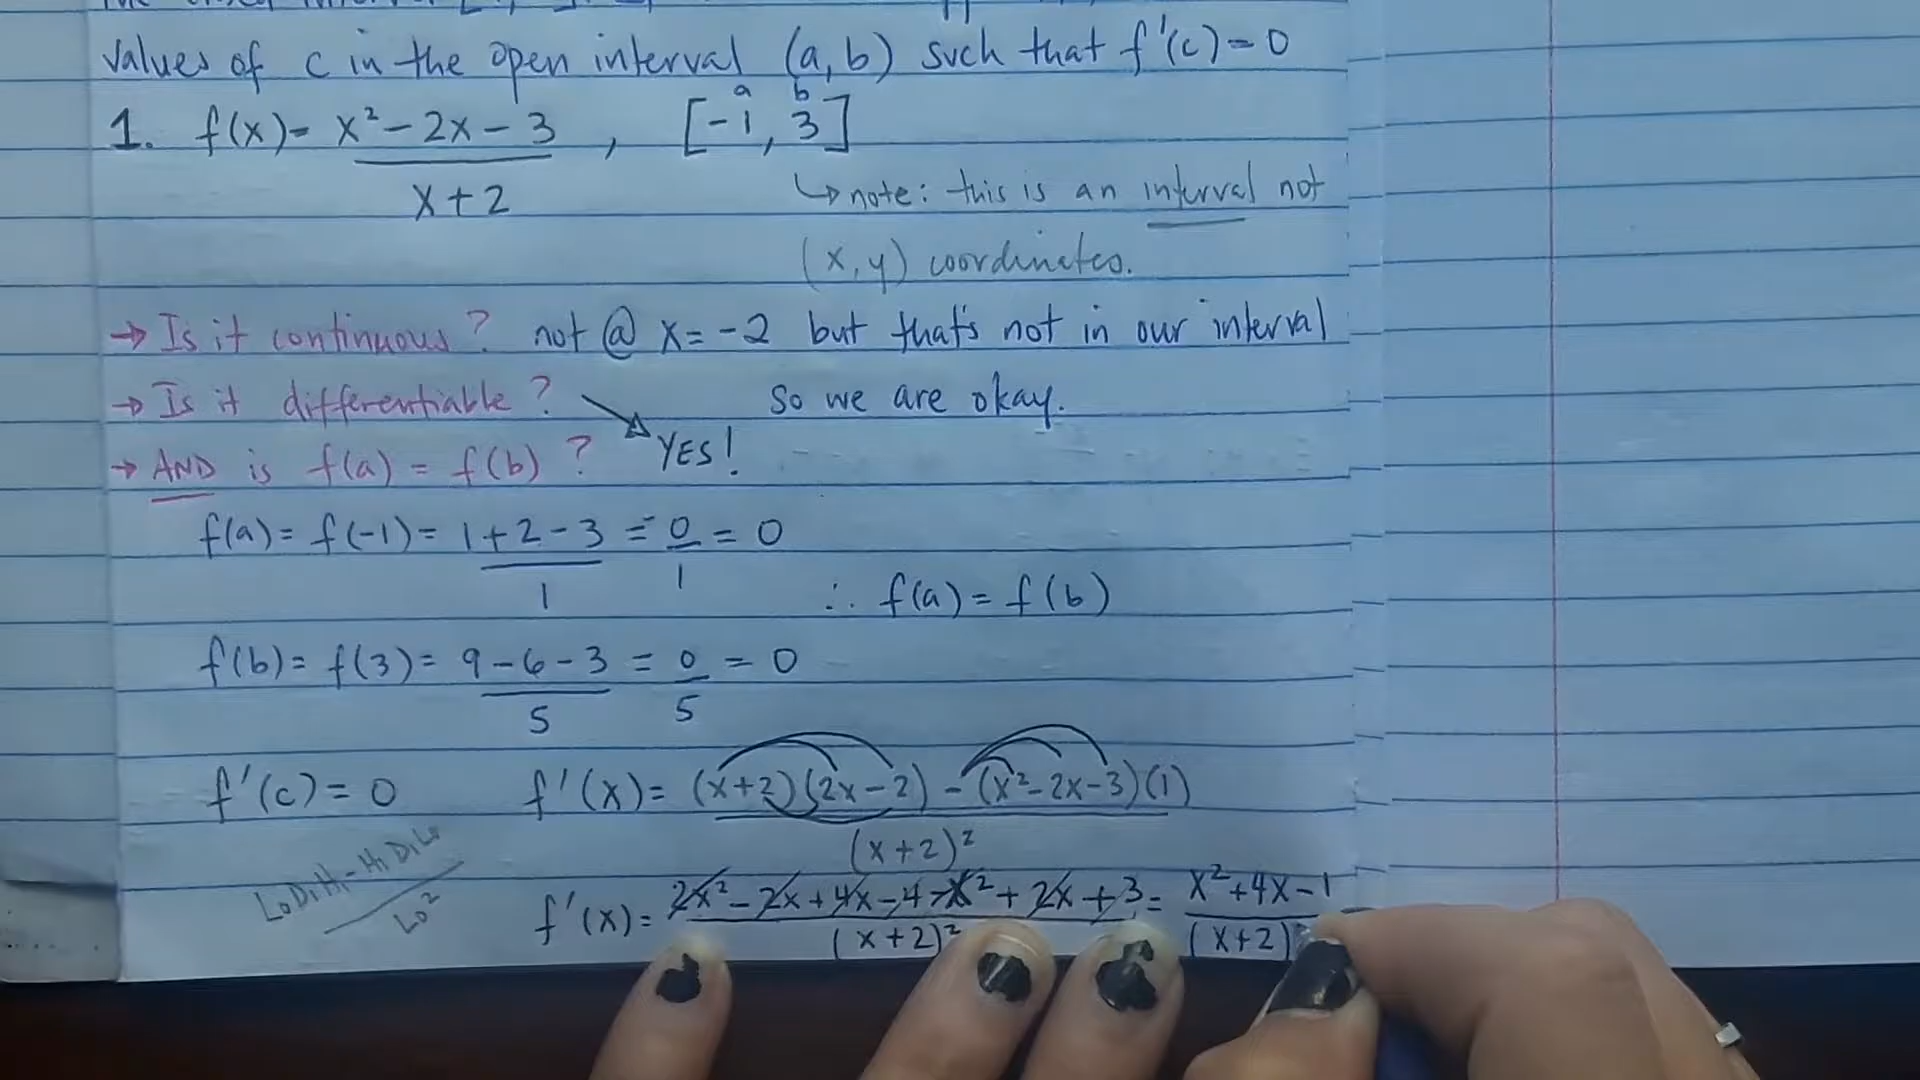 values of c in the open interval (a,b) such that f'(c)=0
a b
1. f(x)= x²-2x-3 , [-1, 3]
x+2
↳ note: this is an interval not
(x,y) coordinates.
→ Is it continuous? not @ x= -2 but that's not in our interval
→ Is it differentiable? so we are okay.
→ AND is f(a) = f(b) ? YES!
f(a)= f(-1)= 1+2-3 = 0 = 0
1 1
∴ f(a)= f(b)
f(b)= f(3)= 9-6-3 = 0 = 0
5 5
f'(c)=0 f'(x)= (x+2)(2x-2) - (x²-2x-3)(1)
(x+2)²
LoDiHi-HiDiLo
Lo²
f'(x)= 2x²-2x+4x-4-x²+2x+3 = x²+4x-1
(x+2)² (x+2)